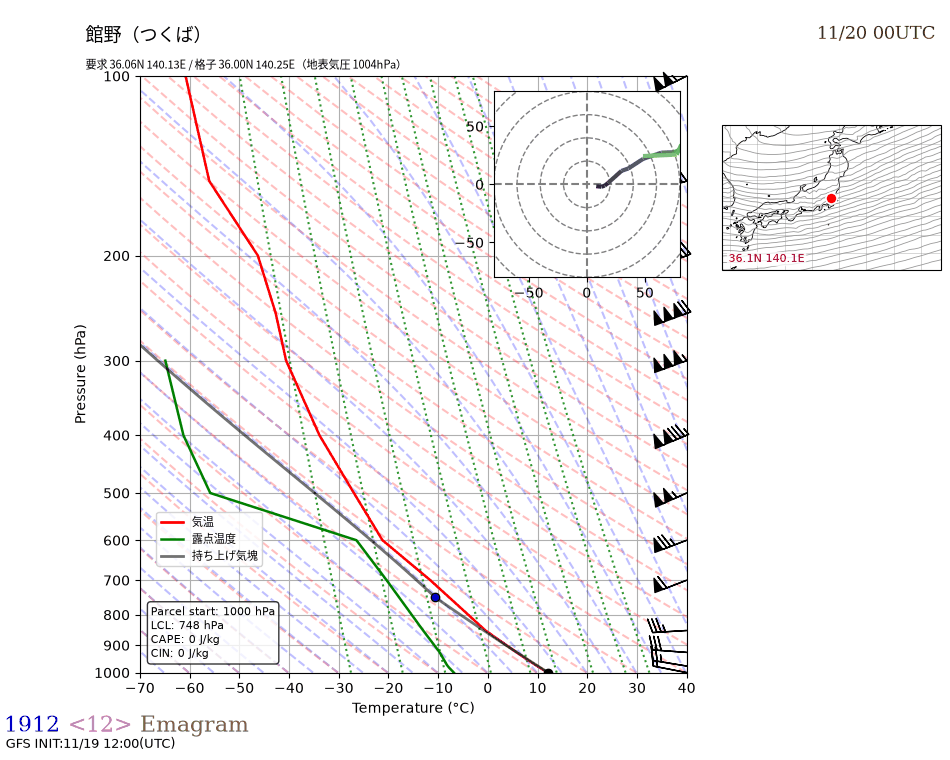 館野（つくば）
11/20 00UTC
要求 36.06N 140.13E / 格子 36.00N 140.25E（地表気圧 1004hPa）
100
200
300
400
500
600
700
800
900
1000
Pressure (hPa)
50
0
−50
−50 0 50
36.1N 140.1E
気温
露点温度
持ち上げ気塊
Parcel start: 1000 hPa
LCL: 748 hPa
CAPE: 0 J/kg
CIN: 0 J/kg
−70 −60 −50 −40 −30 −20 −10 0 10 20 30 40
Temperature (°C)
1912 <12> Emagram
GFS INIT:11/19 12:00(UTC)